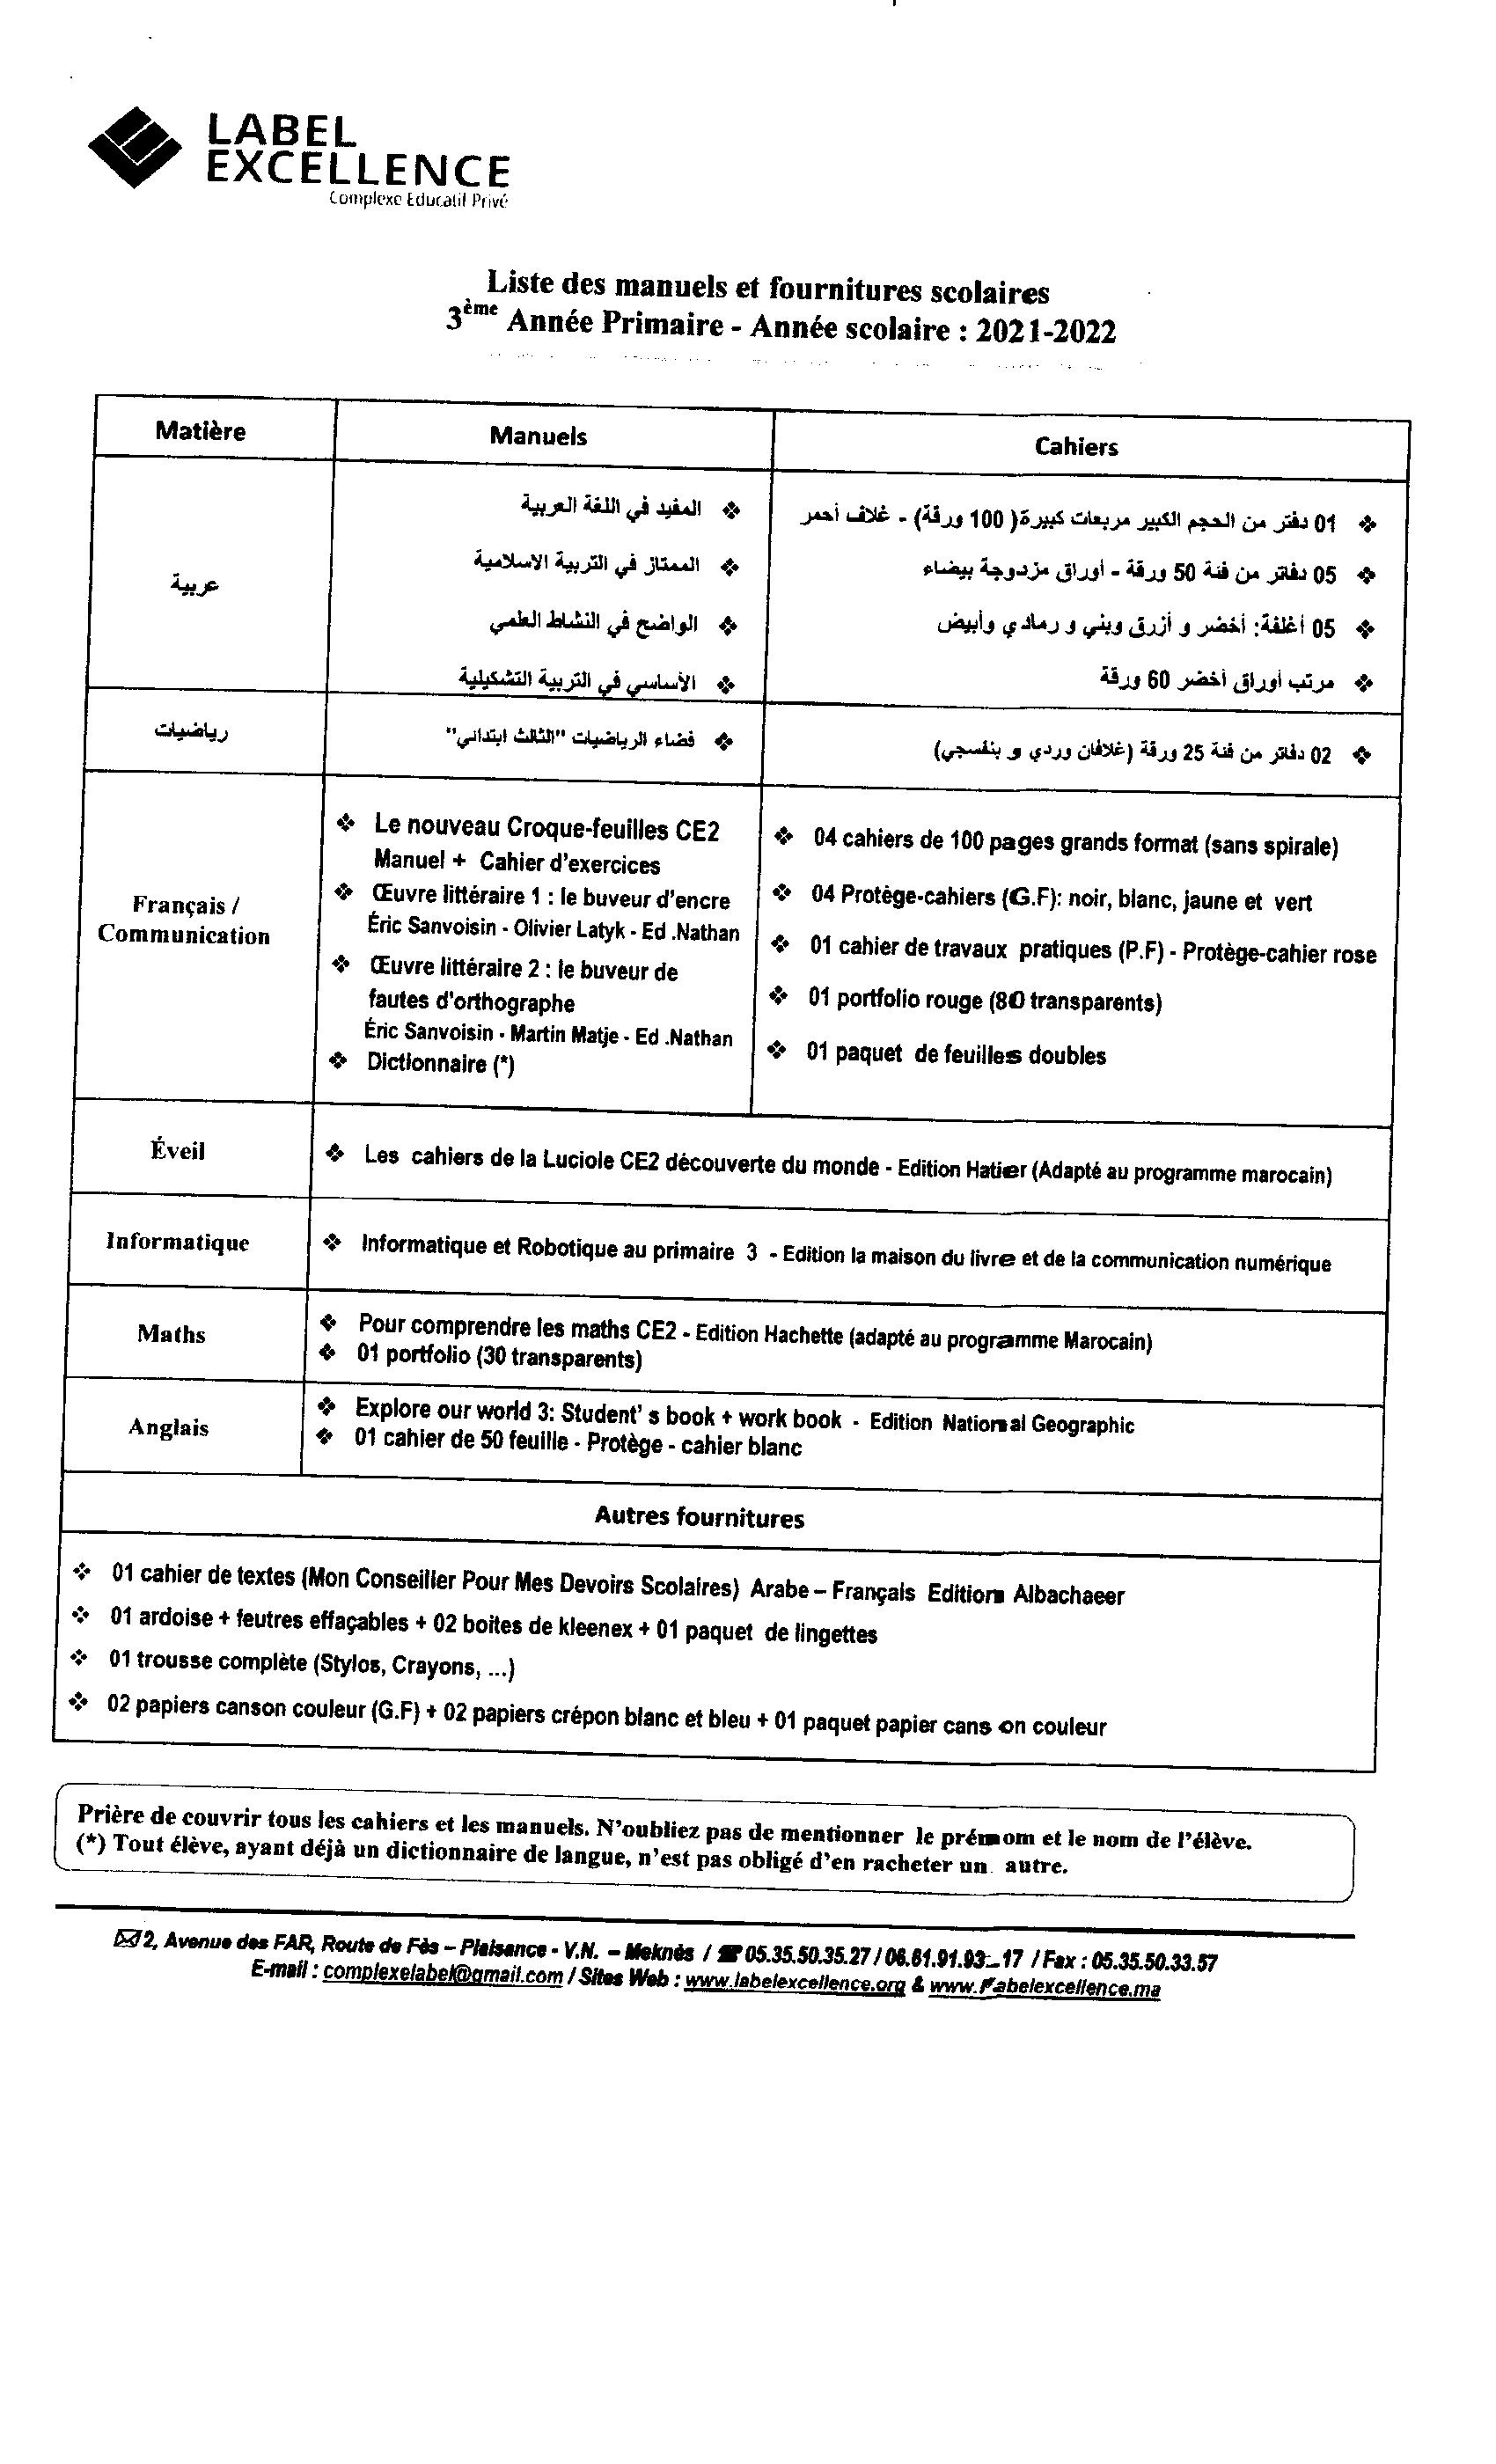 LABEL
EXCELLENCE
Complexe Educatif Privé
Liste des manuels et fournitures scolaires
3ème Année Primaire - Année scolaire : 2021-2022
Matière
Manuels
Cahiers
عربية
❖ المفيد في اللغة العربية
❖ الممتاز في التربية الاسلامية
❖ الواضح في النشاط العلمي
❖ الأساسي في التربية التشكيلية
❖ 01 دفتر من الحجم الكبير مربعات كبيرة( 100 ورقة) - غلاف أحمر
❖ 05 دفاتر من فئة 50 ورقة - أوراق مزدوجة بيضاء
❖ 05 أغلفة: أخضر و أزرق وبني و رمادي وأبيض
❖ مرتب أوراق أخضر 60 ورقة
رياضيات
❖ فضاء الرياضيات "الثالث ابتدائي"
❖ 02 دفاتر من فئة 25 ورقة (غلافان وردي و بنفسجي)
Français /
Communication
❖ Le nouveau Croque-feuilles CE2
Manuel + Cahier d'exercices
❖ Œuvre littéraire 1 : le buveur d'encre
Éric Sanvoisin - Olivier Latyk - Ed .Nathan
❖ Œuvre littéraire 2 : le buveur de
fautes d'orthographe
Éric Sanvoisin - Martin Matje - Ed .Nathan
❖ Dictionnaire (*)
❖ 04 cahiers de 100 pages grands format (sans spirale)
❖ 04 Protège-cahiers (G.F): noir, blanc, jaune et vert
❖ 01 cahier de travaux pratiques (P.F) - Protège-cahier rose
❖ 01 portfolio rouge (80 transparents)
❖ 01 paquet de feuilles doubles
Éveil
❖ Les cahiers de la Luciole CE2 découverte du monde - Edition Hatier (Adapté au programme marocain)
Informatique
❖ Informatique et Robotique au primaire 3 - Edition la maison du livre et de la communication numérique
Maths
❖ Pour comprendre les maths CE2 - Edition Hachette (adapté au programme Marocain)
❖ 01 portfolio (30 transparents)
Anglais
❖ Explore our world 3: Student' s book + work book - Edition National Geographic
❖ 01 cahier de 50 feuille - Protège - cahier blanc
Autres fournitures
❖ 01 cahier de textes (Mon Conseiller Pour Mes Devoirs Scolaires) Arabe – Français Edition Albachaeer
❖ 01 ardoise + feutres effaçables + 02 boites de kleenex + 01 paquet de lingettes
❖ 01 trousse complète (Stylos, Crayons, ...)
❖ 02 papiers canson couleur (G.F) + 02 papiers crépon blanc et bleu + 01 paquet papier canson couleur
Prière de couvrir tous les cahiers et les manuels. N'oubliez pas de mentionner le prénom et le nom de l'élève.
(*) Tout élève, ayant déjà un dictionnaire de langue, n'est pas obligé d'en racheter un autre.
✉2, Avenue des FAR, Route de Fès – Plaisance - V.N. – Meknès / ☎ 05.35.50.35.27 / 06.61.91.93_17 / Fax : 05.35.50.33.57
E-mail : complexelabel@gmail.com / Sites Web : www.labelexcellence.org & www.labelexcellence.ma